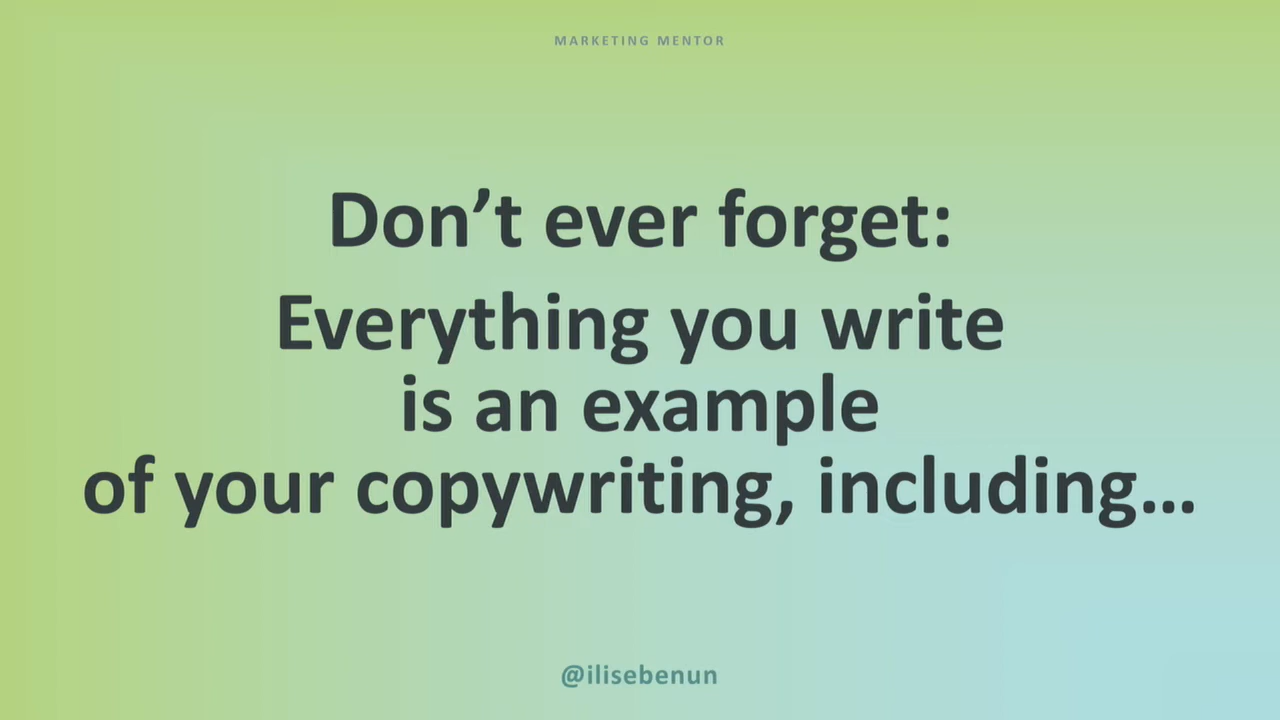 MARKETING MENTOR
Don’t ever forget:
Everything you write
is an example
of your copywriting, including…
@ilisebenun